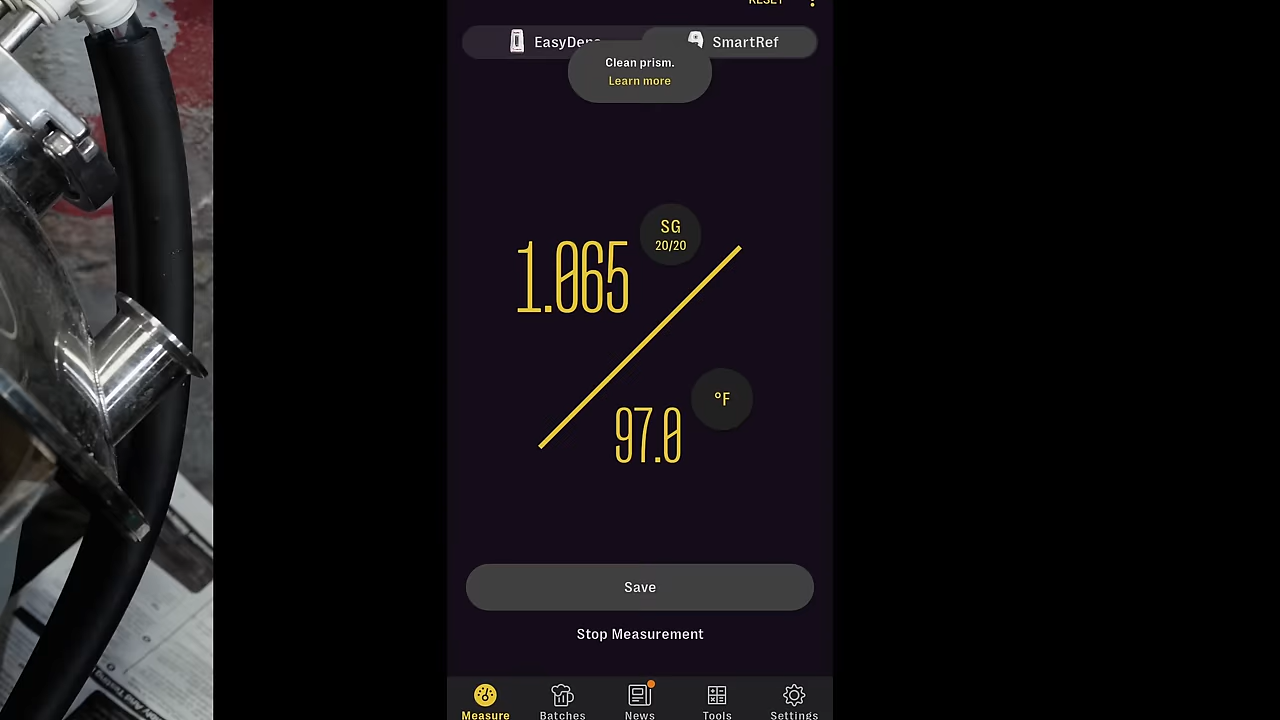 RESET
EasyDens
SmartRef
Clean prism.
Learn more
SG
20/20
1.065
°F
97.0
Save
Stop Measurement
Measure
Batches
News
Tools
Settings